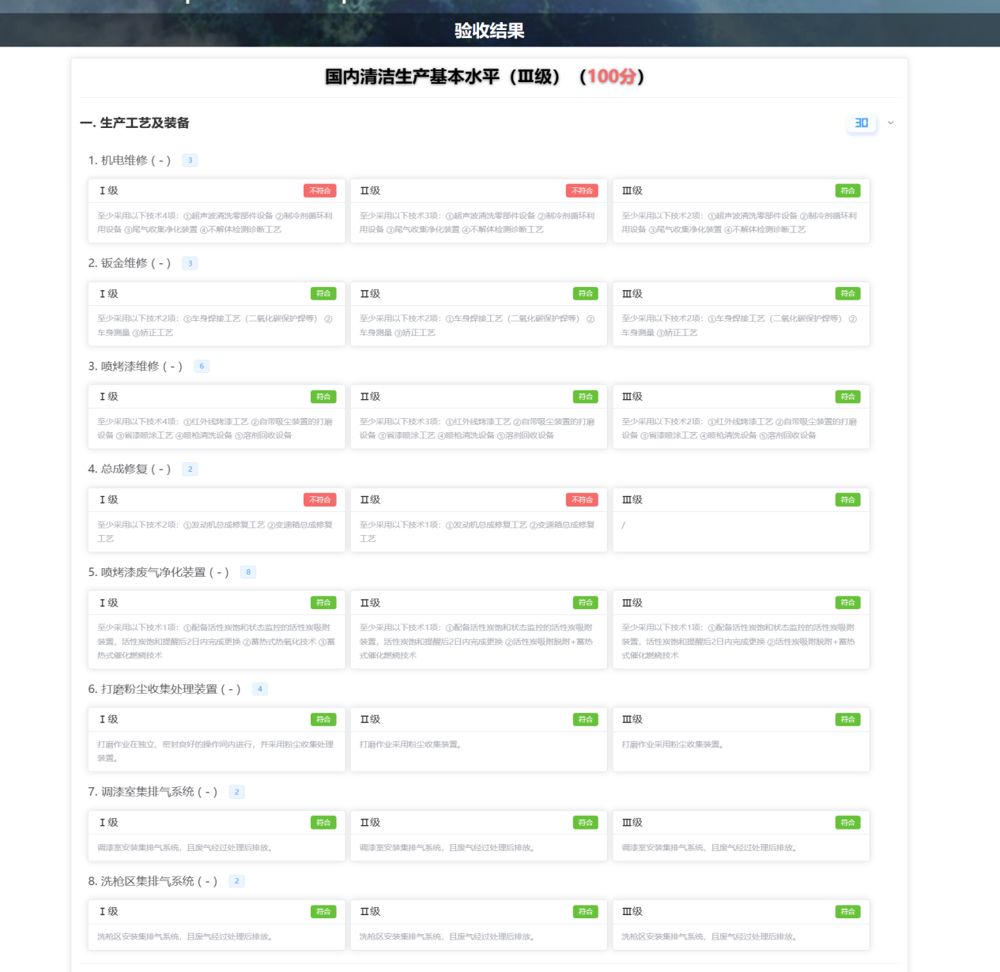 验收结果
国内清洁生产基本水平（Ⅲ级）（100分）
一. 生产工艺及装备 30
1. 机电维修 ( - ) 3
Ⅰ 级 不符合
至少采用以下技术4项：①超声波清洗零部件设备 ②制冷剂循环利
用设备 ③尾气收集净化装置 ④不解体检测诊断工艺
Ⅱ级 不符合
至少采用以下技术3项：①超声波清洗零部件设备 ②制冷剂循环利
用设备 ③尾气收集净化装置 ④不解体检测诊断工艺
Ⅲ级 符合
至少采用以下技术2项：①超声波清洗零部件设备 ②制冷剂循环利
用设备 ③尾气收集净化装置 ④不解体检测诊断工艺
2. 钣金维修 ( - ) 3
Ⅰ 级 符合
至少采用以下技术2项：①车身焊接工艺（二氧化碳保护焊等） ②
车身测量 ③矫正工艺
Ⅱ级 符合
至少采用以下技术2项：①车身焊接工艺（二氧化碳保护焊等） ②
车身测量 ③矫正工艺
Ⅲ级 符合
至少采用以下技术2项：①车身焊接工艺（二氧化碳保护焊等） ②
车身测量 ③矫正工艺
3. 喷烤漆维修 ( - ) 6
Ⅰ 级 符合
至少采用以下技术4项：①红外线烤漆工艺 ②自带吸尘装置的打磨
设备 ③省漆喷涂工艺 ④喷枪清洗设备 ⑤溶剂回收设备
Ⅱ级 符合
至少采用以下技术3项：①红外线烤漆工艺 ②自带吸尘装置的打磨
设备 ③省漆喷涂工艺 ④喷枪清洗设备 ⑤溶剂回收设备
Ⅲ级 符合
至少采用以下技术2项：①红外线烤漆工艺 ②自带吸尘装置的打磨
设备 ③省漆喷涂工艺 ④喷枪清洗设备 ⑤溶剂回收设备
4. 总成修复 ( - ) 2
Ⅰ 级 不符合
至少采用以下技术2项：①发动机总成修复工艺 ②变速箱总成修复
工艺
Ⅱ级 不符合
至少采用以下技术1项：①发动机总成修复工艺 ②变速箱总成修复
工艺
Ⅲ级 符合
/
5. 喷烤漆废气净化装置 ( - ) 8
Ⅰ 级 符合
至少采用以下技术1项：①配备活性炭饱和状态监控的活性炭吸附
装置，活性炭饱和提醒后2日内完成更换 ②蓄热式热氧化技术 ③蓄
热式催化燃烧技术
Ⅱ级 符合
至少采用以下技术1项：①配备活性炭饱和状态监控的活性炭吸附
装置，活性炭饱和提醒后2日内完成更换 ②活性炭吸附脱附+蓄热
式催化燃烧技术
Ⅲ级 符合
至少采用以下技术1项：①配备活性炭饱和状态监控的活性炭吸附
装置，活性炭饱和提醒后2日内完成更换 ②活性炭吸附脱附+蓄热
式催化燃烧技术
6. 打磨粉尘收集处理装置 ( - ) 4
Ⅰ 级 符合
打磨作业在独立、密封良好的操作间内进行，并采用粉尘收集处理
装置。
Ⅱ级 符合
打磨作业采用粉尘收集装置。
Ⅲ级 符合
打磨作业采用粉尘收集装置。
7. 调漆室集排气系统 ( - ) 2
Ⅰ 级 符合
调漆室安装集排气系统，且废气经过处理后排放。
Ⅱ级 符合
调漆室安装集排气系统，且废气经过处理后排放。
Ⅲ级 符合
调漆室安装集排气系统，且废气经过处理后排放。
8. 洗枪区集排气系统 ( - ) 2
Ⅰ 级 符合
洗枪区安装集排气系统，且废气经过处理后排放。
Ⅱ级 符合
洗枪区安装集排气系统，且废气经过处理后排放。
Ⅲ级 符合
洗枪区安装集排气系统，且废气经过处理后排放。